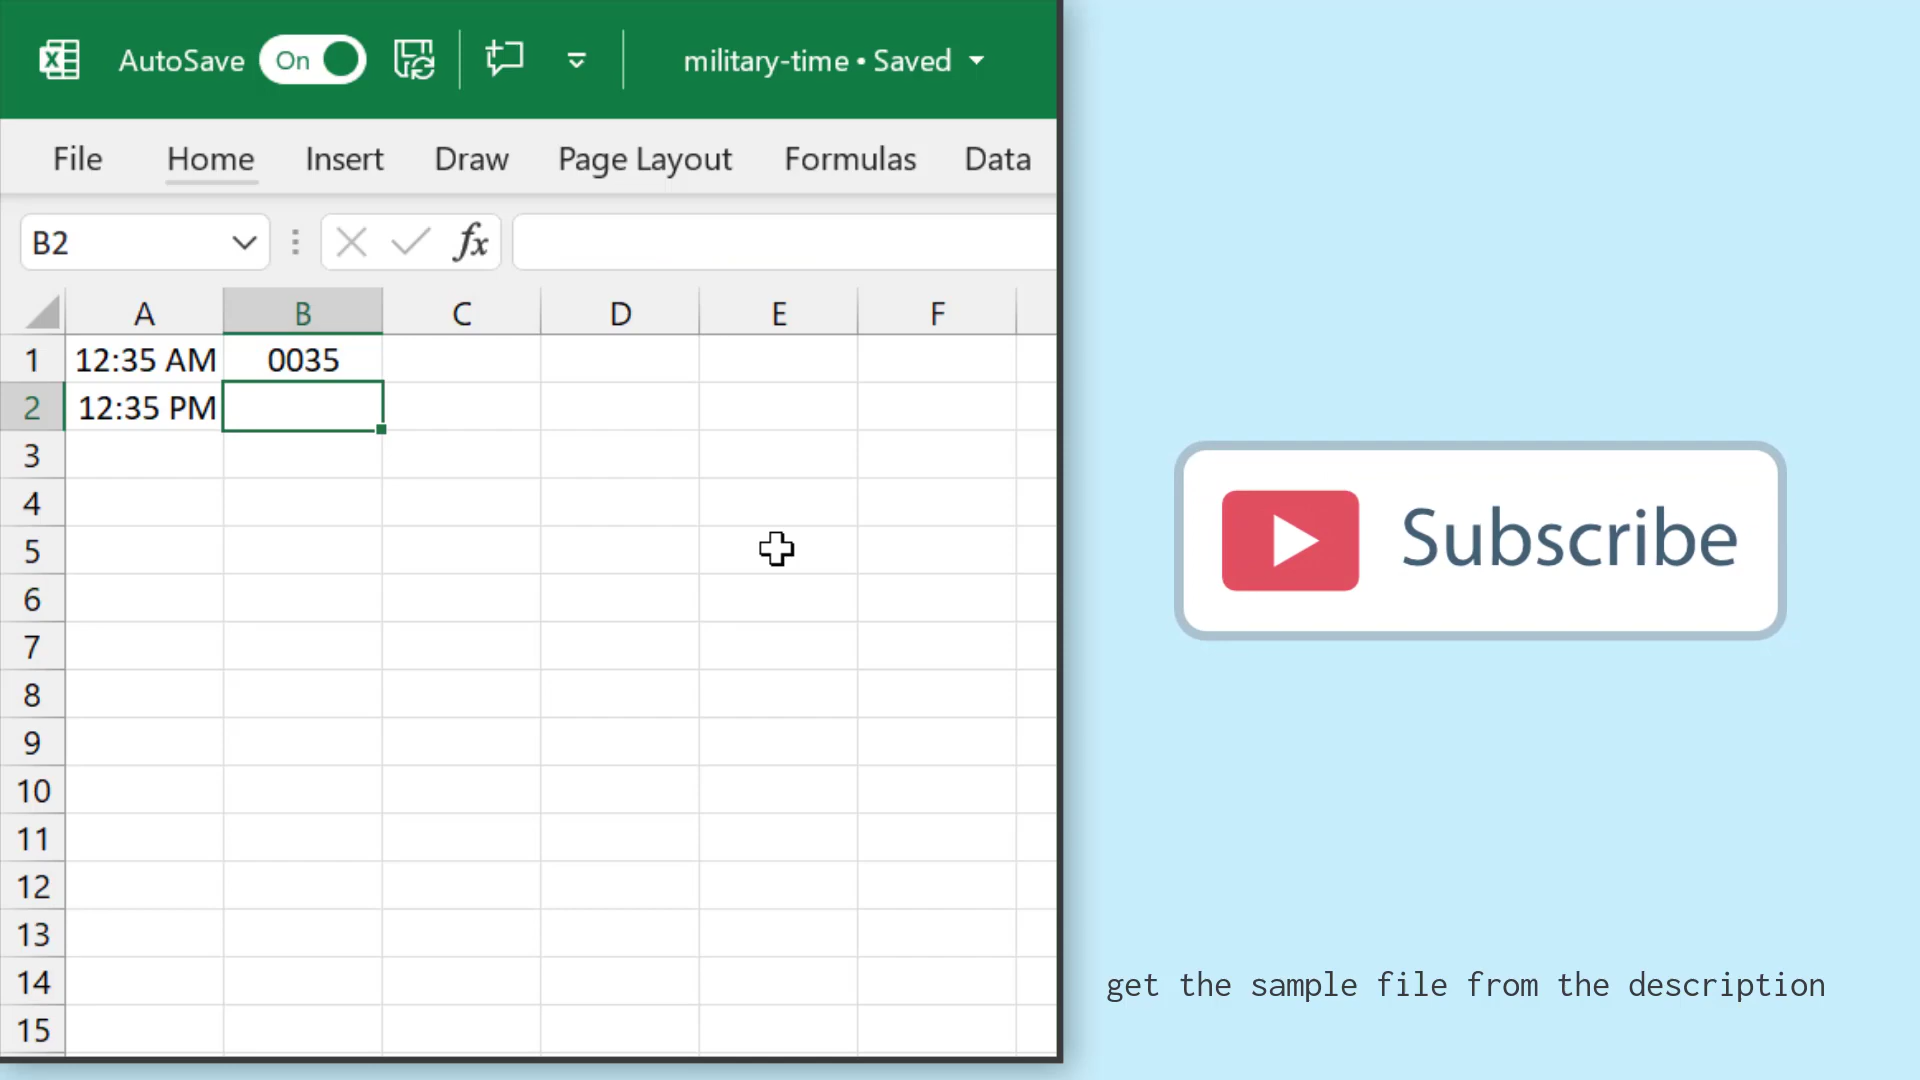 AutoSave On military-time • Saved
File Home Insert Draw Page Layout Formulas Data
B2 fx
A B C D E F
1 12:35 AM 0035
2 12:35 PM
3
4
5
6
7
8
9
10
11
12
13
14
15
Subscribe
get the sample file from the description